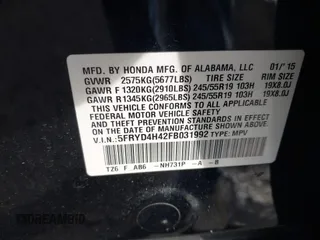 MFD. BY HONDA MFG. OF ALABAMA, LLC 01/'15
GVWR 2575KG(5677LBS) TIRE SIZE RIM SIZE
GAWR F 1320KG(2910LBS) 245/55R19 103H 19X8.0J
GAWR R 1345KG(2965LBS) 245/55R19 103H 19X8.0J
THIS VEHICLE CONFORMS TO ALL APPLICABLE
FEDERAL MOTOR VEHICLE SAFETY AND
THEFT PREVENTION STANDARDS IN EFFECT ON
THE DATE OF MANUFACTURE SHOWN ABOVE.
V.I.N.:5FRYD4H42FB031992 TYPE:MPV
TZ6 F AB6 -NH731P -A -B